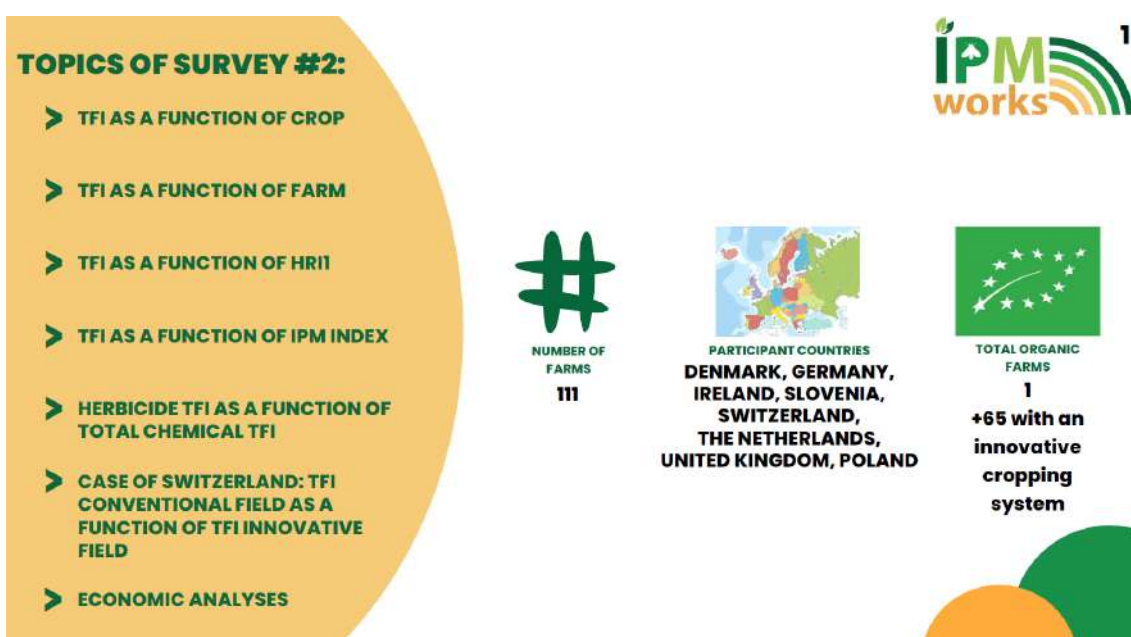 TOPICS OF SURVEY #2:
> TFI AS A FUNCTION OF CROP
> TFI AS A FUNCTION OF FARM
> TFI AS A FUNCTION OF HRI1
> TFI AS A FUNCTION OF IPM INDEX
> HERBICIDE TFI AS A FUNCTION OF
TOTAL CHEMICAL TFI
> CASE OF SWITZERLAND: TFI
CONVENTIONAL FIELD AS A
FUNCTION OF TFI INNOVATIVE
FIELD
> ECONOMIC ANALYSES
IPM
works
1
#
NUMBER OF
FARMS
111
PARTICIPANT COUNTRIES
DENMARK, GERMANY,
IRELAND, SLOVENIA,
SWITZERLAND,
THE NETHERLANDS,
UNITED KINGDOM, POLAND
TOTAL ORGANIC
FARMS
1
+65 with an
innovative
cropping
system